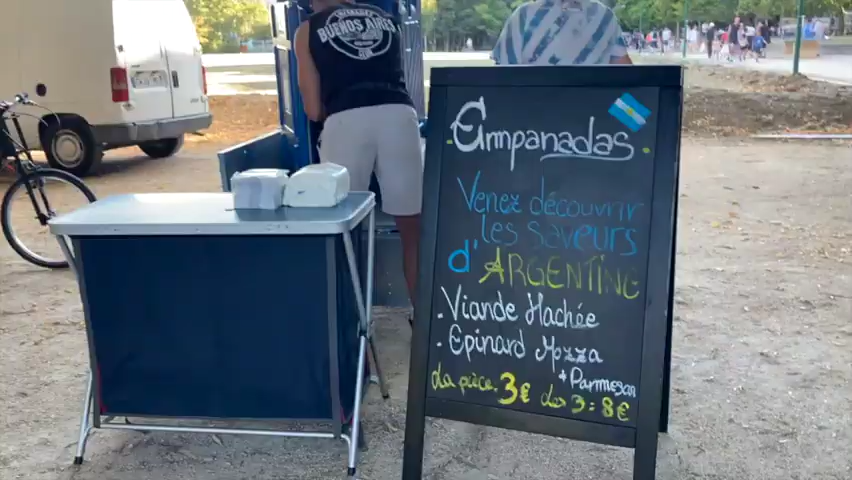 BUENOS AIRES
Empanadas
Venez découvrir
les saveurs
d'ARGENTINE
. Viande Hachée
. Epinard Mozza
+ Parmesan
La pièce. 3€ les 3 : 8€